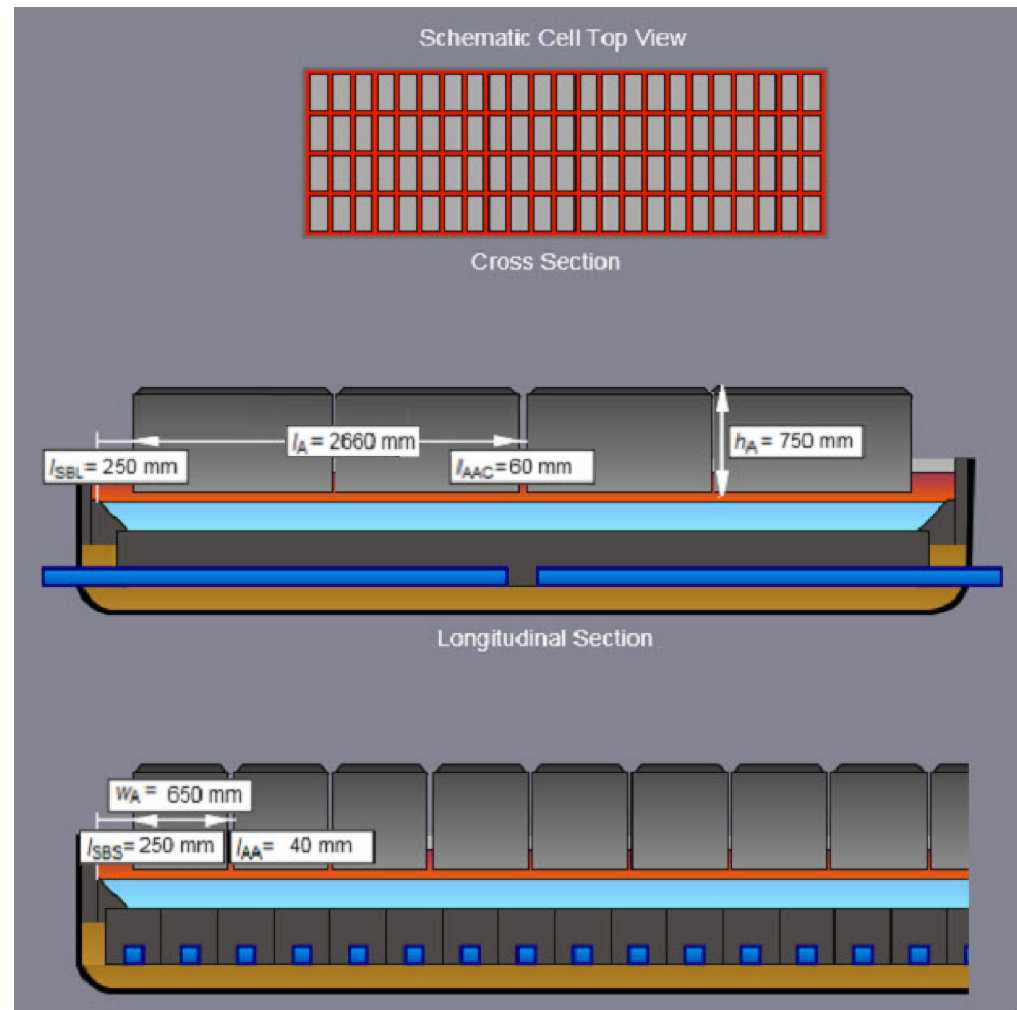 Schematic Cell Top View
Cross Section
lA = 2660 mm
hA = 750 mm
lSBL = 250 mm
lAAC = 60 mm
Longitudinal Section
wA = 650 mm
lSBS = 250 mm
lAA = 40 mm